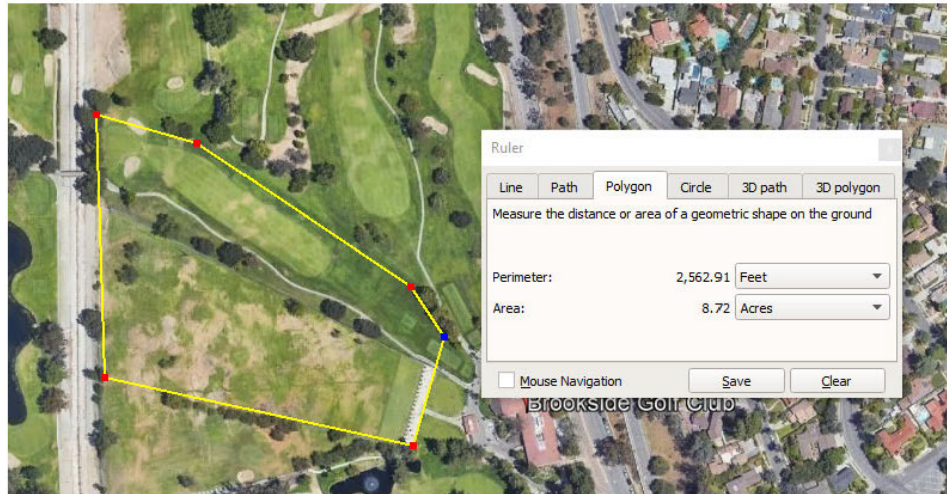 Ruler
Line Path Polygon Circle 3D path 3D polygon
Measure the distance or area of a geometric shape on the ground
Perimeter: 2,562.91 Feet
Area: 8.72 Acres
Mouse Navigation Save Clear
Brookside Golf Club